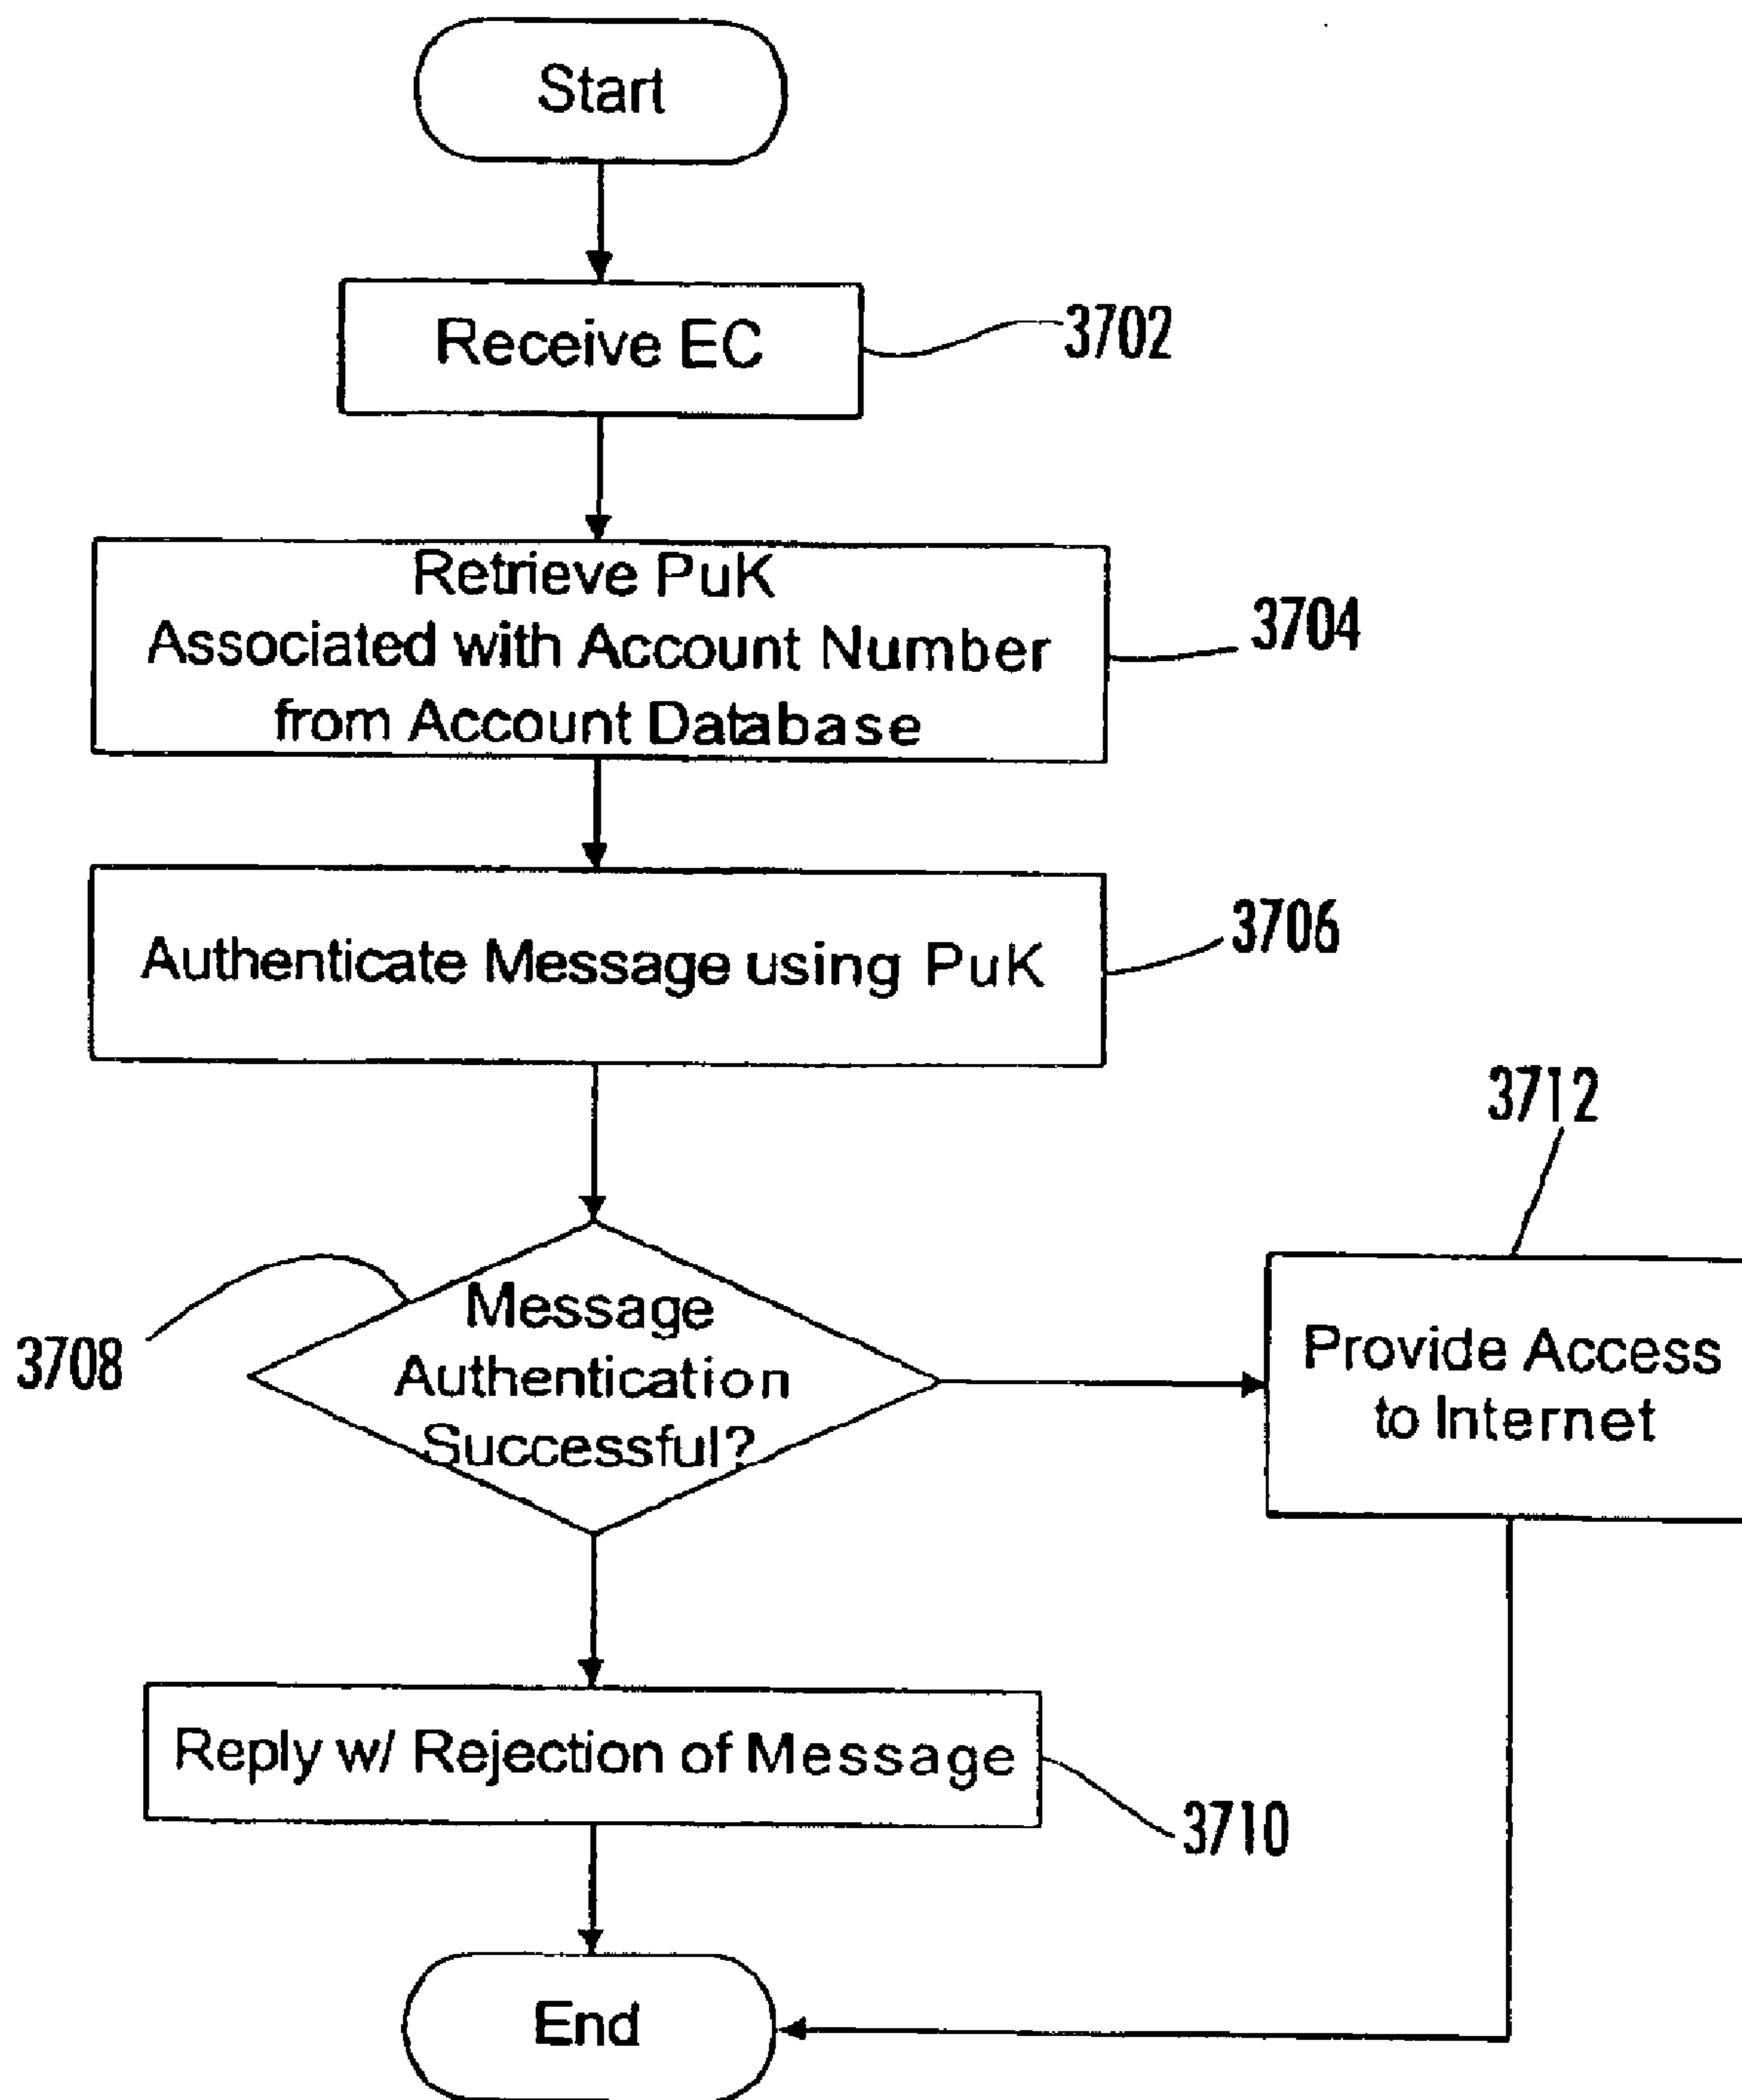 Start
Receive EC
3702
Retrieve PuK
Associated with Account Number
from Account Database
3704
Authenticate Message using PuK
3706
3712
Message
Authentication
Successful?
3708
Provide Access
to Internet
Reply w/ Rejection of Message
3710
End